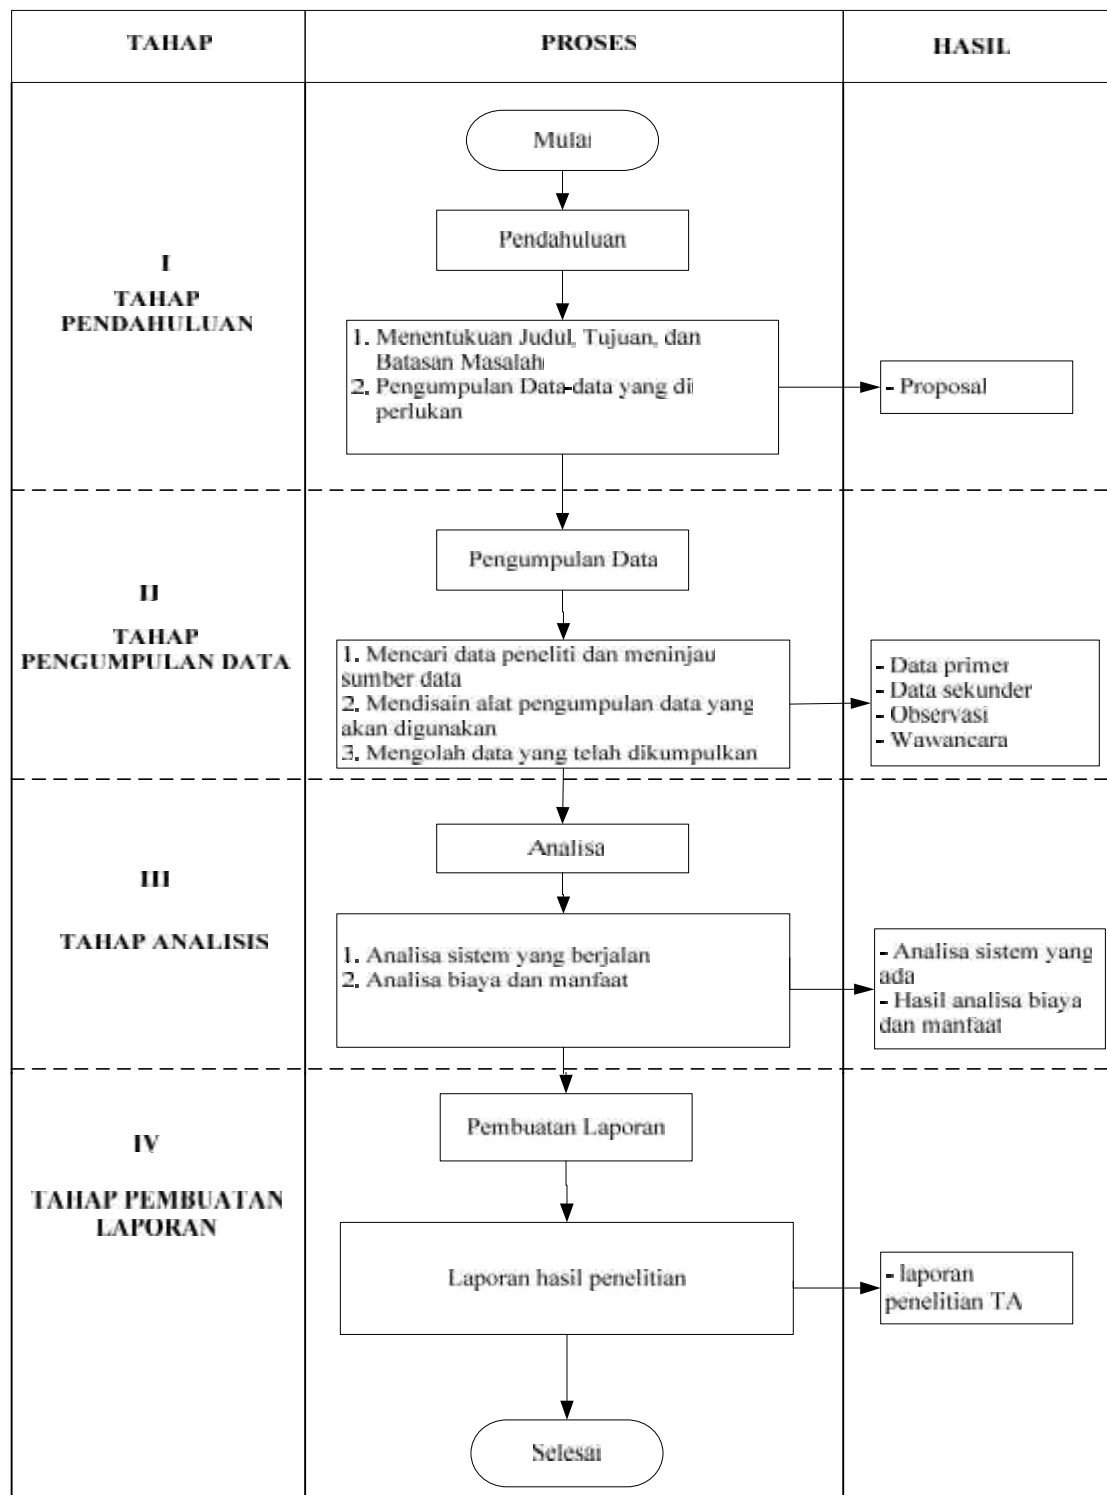 TAHAP
PROSES
HASIL
Mulai
Pendahuluan
I
TAHAP
PENDAHULUAN
1. Menentukuan Judul, Tujuan, dan
Batasan Masalah
2. Pengumpulan Data-data yang di
perlukan
- Proposal
Pengumpulan Data
II
TAHAP
PENGUMPULAN DATA
1. Mencari data peneliti dan meninjau
sumber data
2. Mendisain alat pengumpulan data yang
akan digunakan
3. Mengolah data yang telah dikumpulkan
- Data primer
- Data sekunder
- Observasi
- Wawancara
Analisa
III
TAHAP ANALISIS
1. Analisa sistem yang berjalan
2. Analisa biaya dan manfaat
- Analisa sistem yang
ada
- Hasil analisa biaya
dan manfaat
Pembuatan Laporan
IV
TAHAP PEMBUATAN
LAPORAN
Laporan hasil penelitian
- laporan
penelitian TA
Selesai